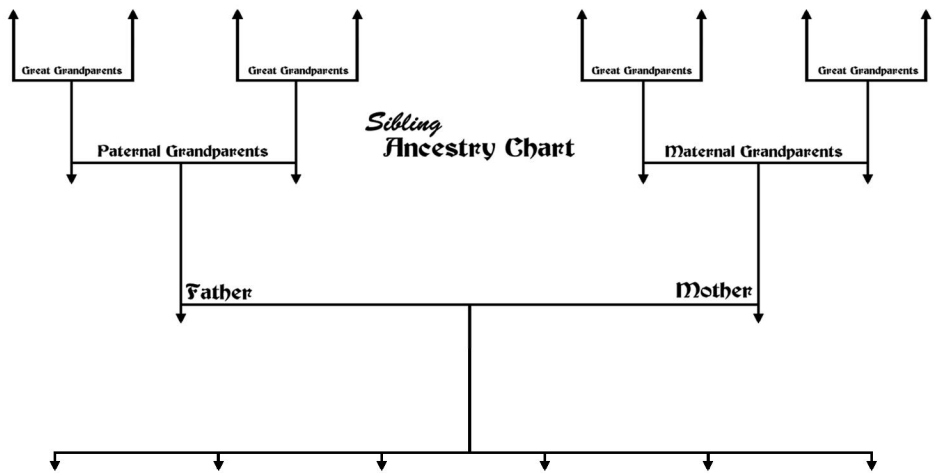 Great Grandparents
Great Grandparents
Great Grandparents
Great Grandparents
Sibling
Ancestry Chart
Paternal Grandparents
Maternal Grandparents
Father
Mother